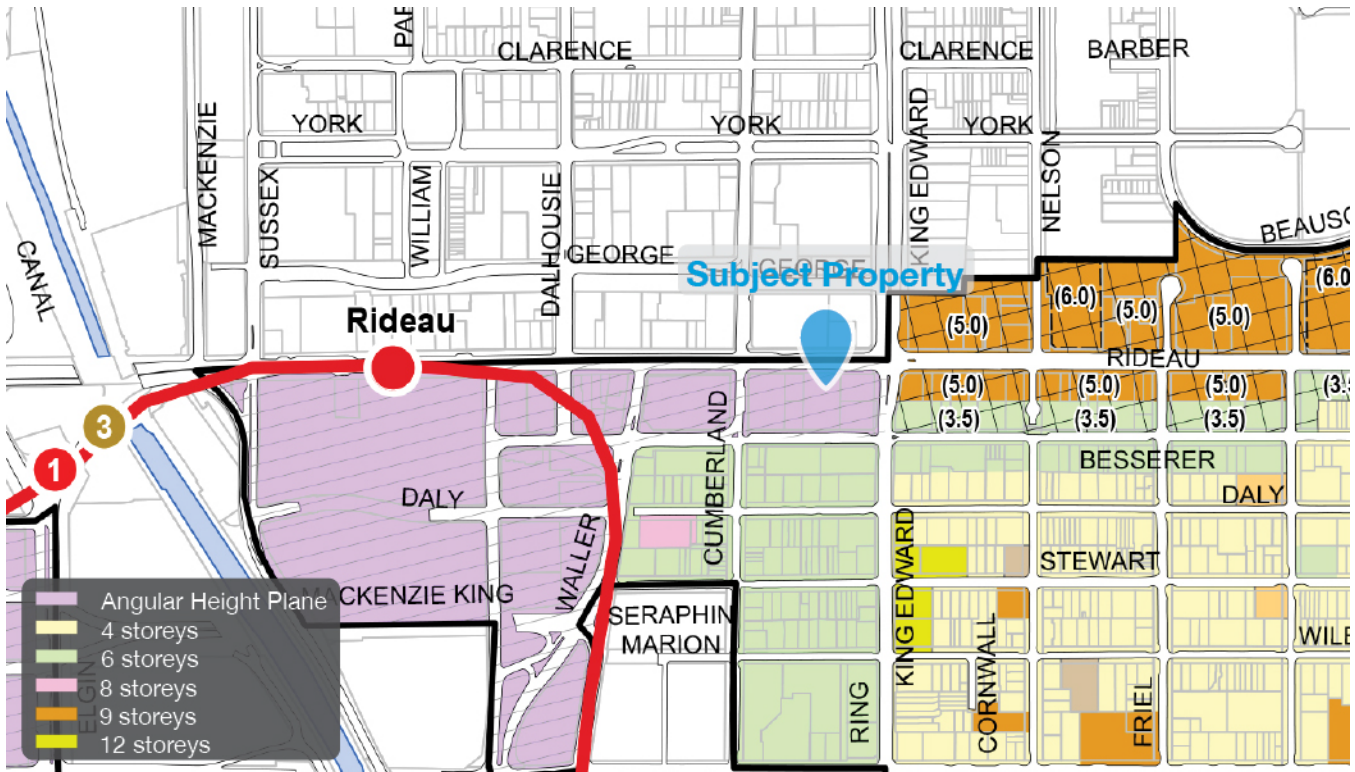 PAR
CLARENCE
CLARENCE
BARBER
MACKENZIE
YORK
YORK
YORK
KING EDWARD
NELSON
CANAL
SUSSEX
WILLIAM
DALHOUSIE
GEORGE
GEORGE
BEAUSO
Subject Property
(6.0)
(5.0)
(5.0)
(5.0)
(6.0
Rideau
RIDEAU
(5.0)
(5.0)
(5.0)
(3.5
(3.5)
(3.5)
(3.5)
3
1
CUMBERLAND
BESSERER
DALY
DALY
WALLER
KING EDWARD
STEWART
MACKENZIE KING
SERAPHIN
MARION
KING EDWARD
CORNWALL
WILB
RING
FRIEL
ELGIN
Angular Height Plane
4 storeys
6 storeys
8 storeys
9 storeys
12 storeys